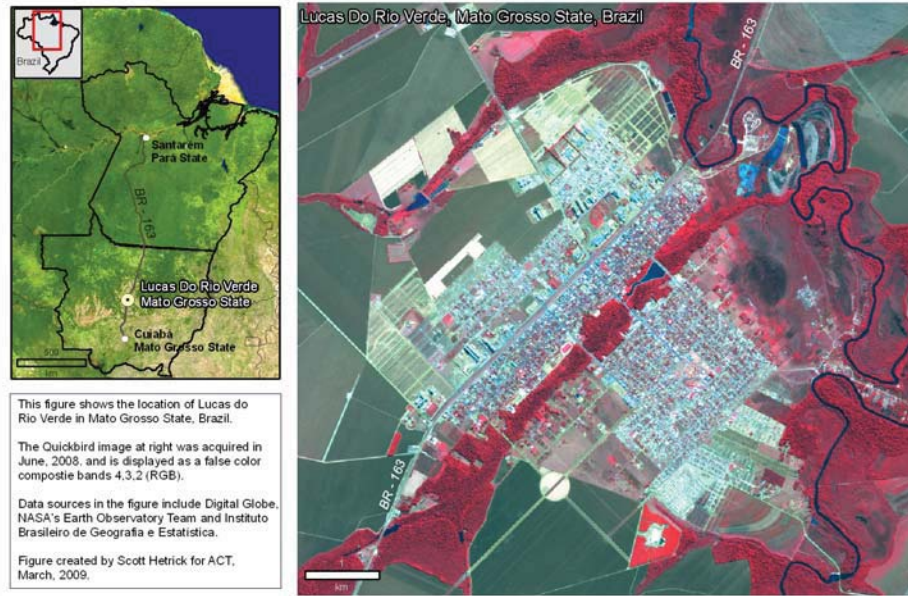 Brazil
Santarém
Pará State
BR - 163
Lucas Do Rio Verde
Mato Grosso State
Cuiabá
Mato Grosso State
500
km
This figure shows the location of Lucas do
Rio Verde in Mato Grosso State, Brazil.
The Quickbird image at right was acquired in
June, 2008, and is displayed as a false color
compostie bands 4,3,2 (RGB).
Data sources in the figure include Digital Globe,
NASA's Earth Observatory Team and Instituto
Brasileiro de Geografia e Estatistica.
Figure created by Scott Hetrick for ACT,
March, 2009.
Lucas Do Rio Verde, Mato Grosso State, Brazil
BR - 163
BR - 163
1
km